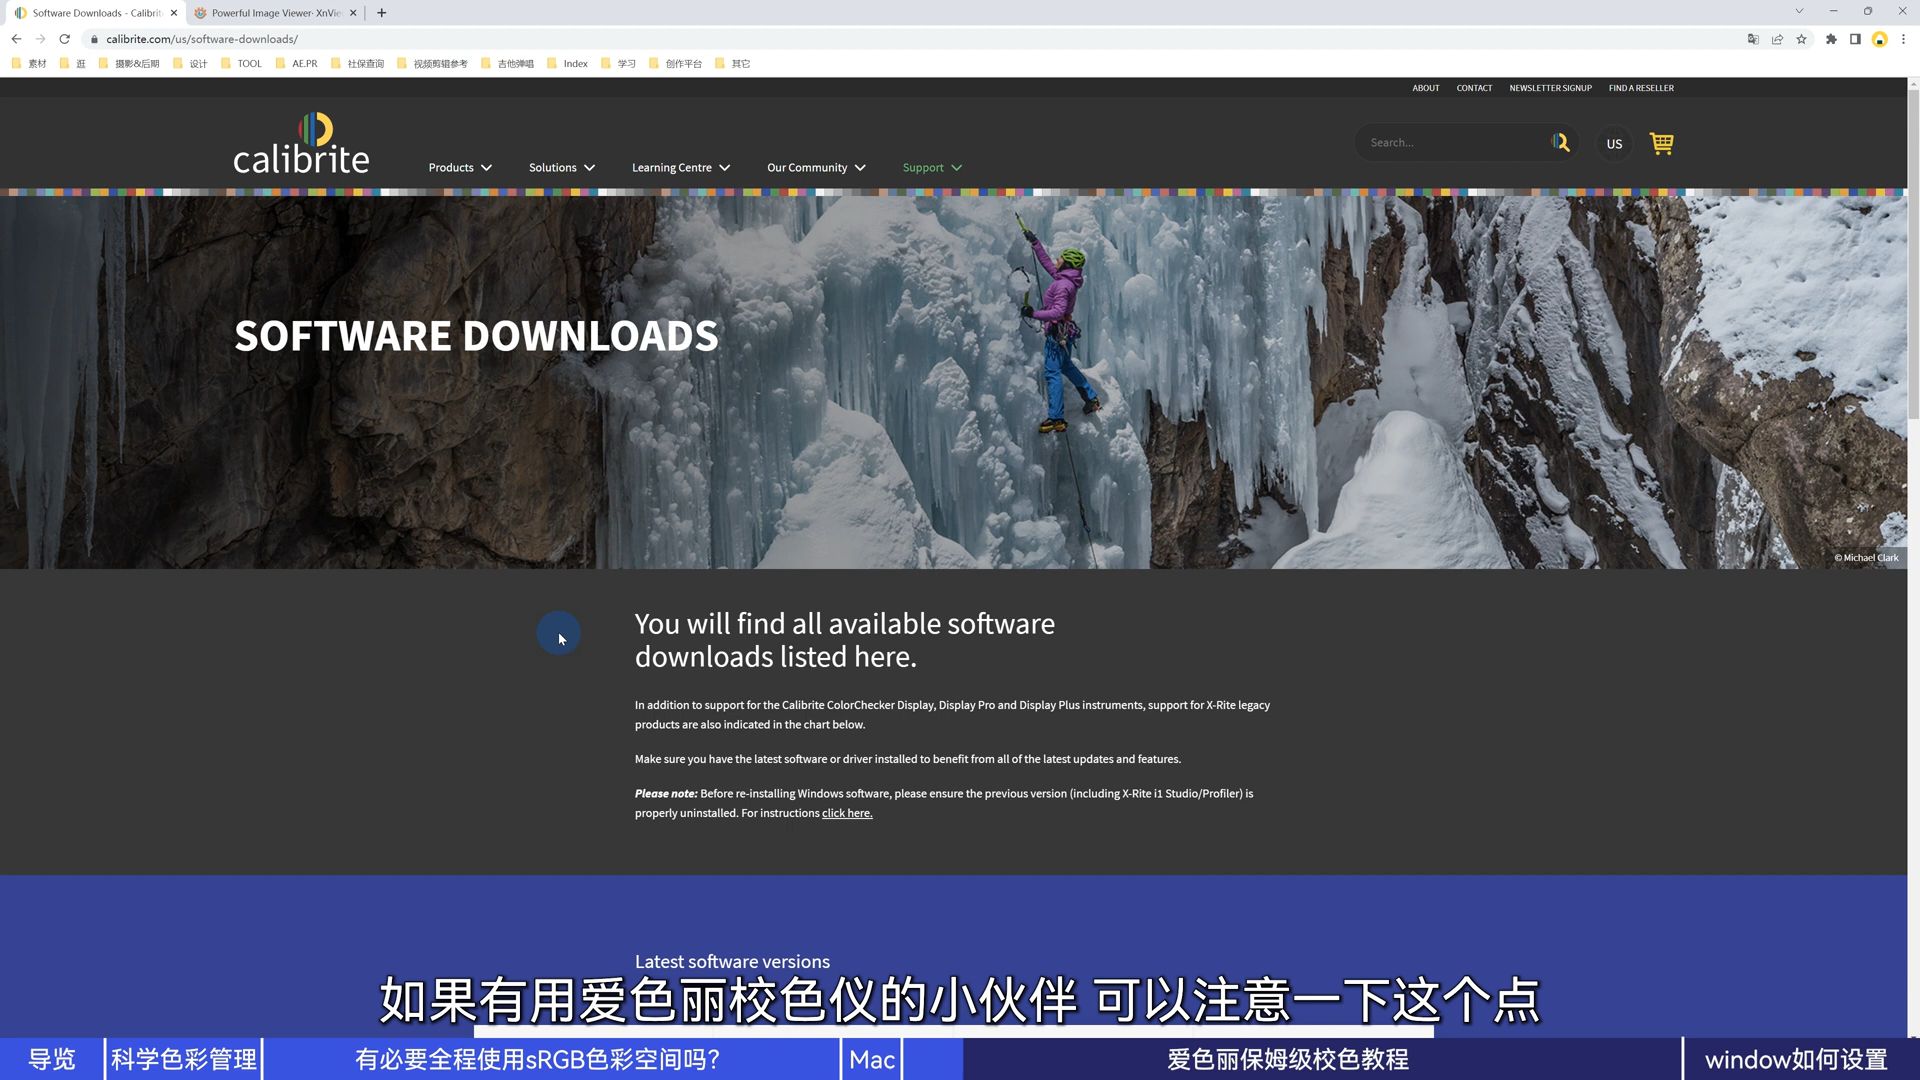 Software Downloads - Calibrit
Powerful Image Viewer· XnVie
calibrite.com/us/software-downloads/
素材
逛
摄影&后期
设计
TOOL
AE.PR
社保查询
视频剪辑参考
吉他弹唱
Index
学习
创作平台
其它
ABOUT
CONTACT
NEWSLETTER SIGNUP
FIND A RESELLER
calibrite
Products
Solutions
Learning Centre
Our Community
Support
Search...
US
SOFTWARE DOWNLOADS
© Michael Clark
You will find all available software
downloads listed here.
In addition to support for the Calibrite ColorChecker Display, Display Pro and Display Plus instruments, support for X-Rite legacy
products are also indicated in the chart below.
Make sure you have the latest software or driver installed to benefit from all of the latest updates and features.
Please note: Before re-installing Windows software, please ensure the previous version (including X-Rite i1 Studio/Profiler) is
properly uninstalled. For instructions click here.
Latest software versions
如果有用爱色丽校色仪的小伙伴 可以注意一下这个点
导览
科学色彩管理
有必要全程使用sRGB色彩空间吗?
Mac
爱色丽保姆级校色教程
window如何设置